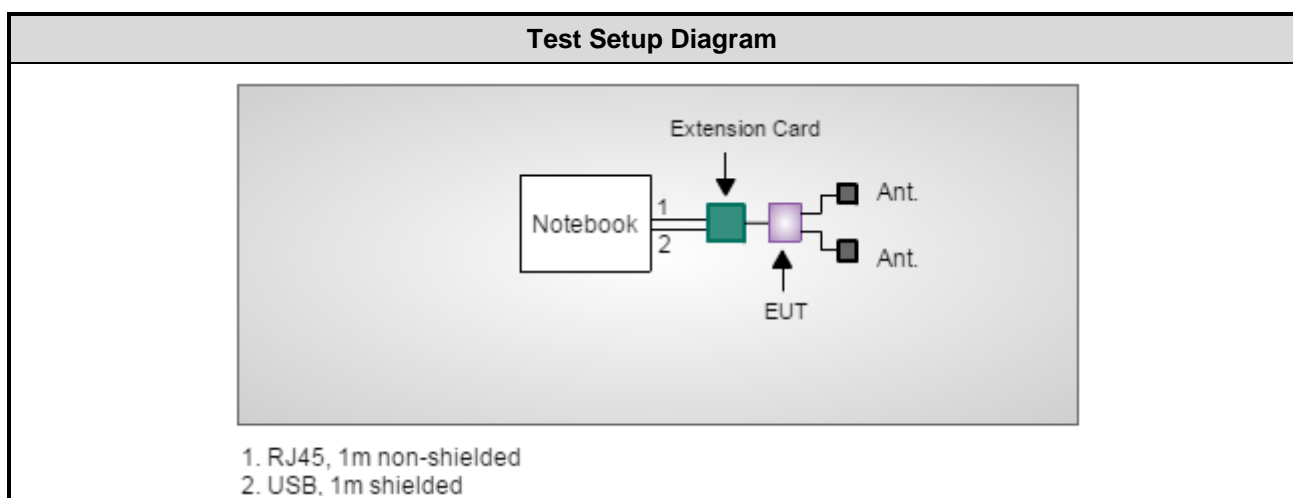 Test Setup Diagram
Extension Card
Notebook
1
2
Ant.
Ant.
EUT
1. RJ45, 1m non-shielded
2. USB, 1m shielded